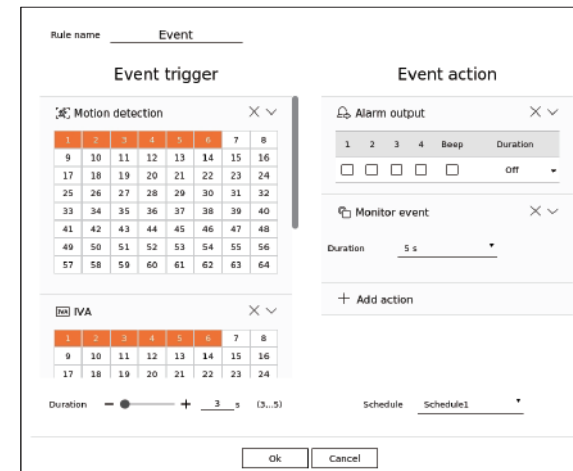 Rule name Event
Event trigger
Motion detection
1 2 3 4 5 6 7 8
9 10 11 12 13 14 15 16
17 18 19 20 21 22 23 24
25 26 27 28 29 30 31 32
33 34 35 36 37 38 39 40
41 42 43 44 45 46 47 48
49 50 51 52 53 54 55 56
57 58 59 60 61 62 63 64
IVA IVA
1 2 3 4 5 6 7 8
9 10 11 12 13 14 15 16
17 18 19 20 21 22 23 24
Duration 3 s (3...5)
Event action
Alarm output
1 2 3 4 Beep Duration
Off
Monitor event
Duration 5 s
+ Add action
Schedule Schedule1
Ok Cancel